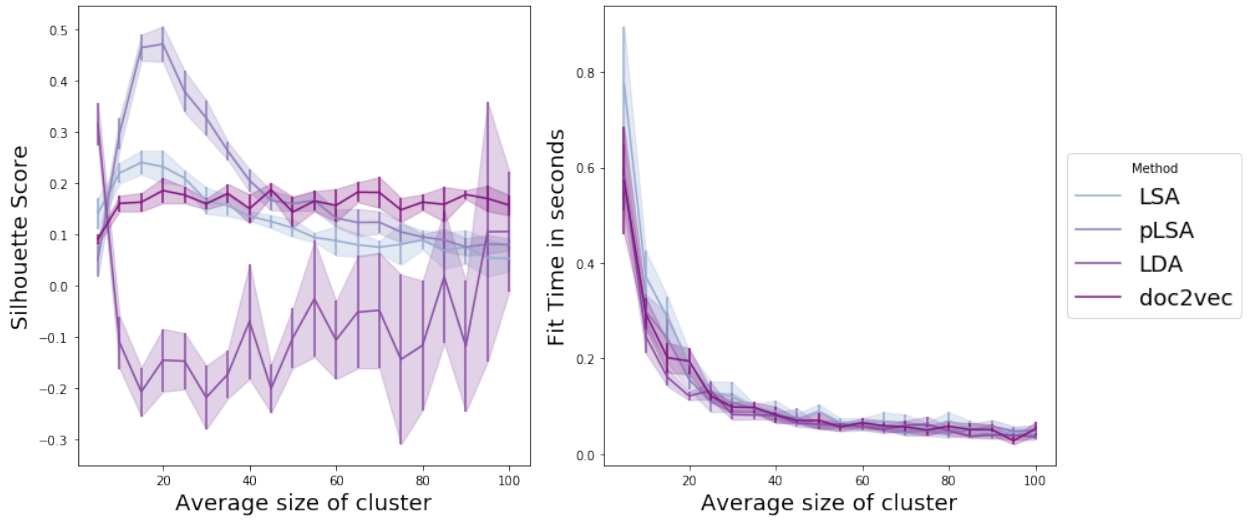 0.5
0.4
0.3
0.2
0.1
0.0
−0.1
−0.2
−0.3
Silhouette Score
20 40 60 80 100
Average size of cluster
0.8
0.6
0.4
0.2
0.0
Fit Time in seconds
20 40 60 80 100
Average size of cluster
Method
LSA
pLSA
LDA
doc2vec